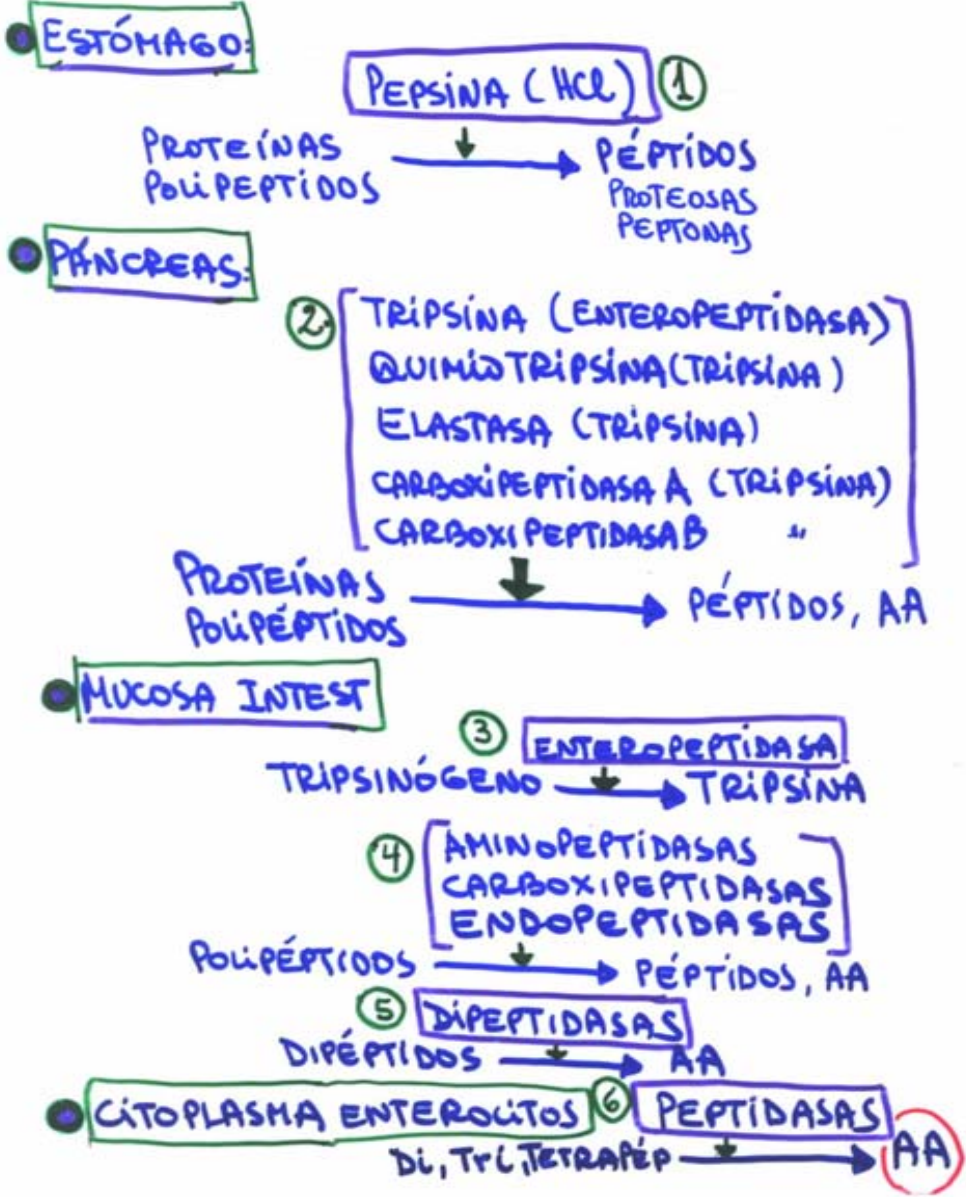 ESTÓMAGO:
PEPSINA (HCl) 1
PROTEÍNAS
POLIPEPTIDOS
PÉPTIDOS
PROTEOSAS
PEPTONAS
PÁNCREAS:
2. TRIPSINA (ENTEROPEPTIDASA)
QUIMIOTRIPSINA (TRIPSINA)
ELASTASA (TRIPSINA)
CARBOXIPEPTIDASA A (TRIPSINA)
CARBOXIPEPTIDASA B "
PROTEÍNAS
POLIPÉPTIDOS
PÉPTIDOS, AA
MUCOSA INTEST
3 ENTEROPEPTIDASA
TRIPSINÓGENO TRIPSINA
4 AMINOPEPTIDASAS
CARBOXIPEPTIDASAS
ENDOPEPTIDASAS
POLIPÉPTIDOS PÉPTIDOS, AA
5 DIPEPTIDASAS
DIPÉPTIDOS AA
CITOPLASMA ENTEROCITOS 6 PEPTIDASAS
Di, Tri, TETRAPÉP AA